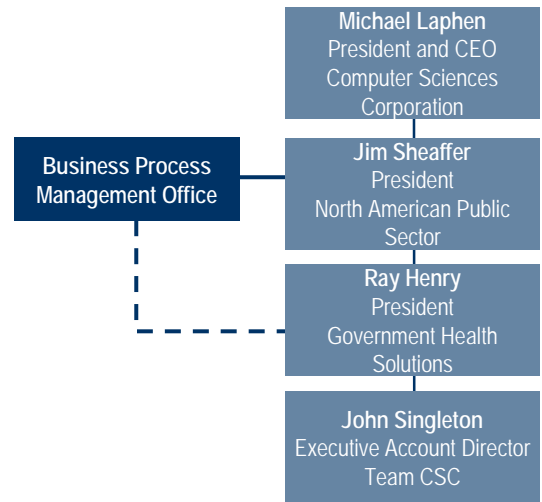 Michael Laphen
President and CEO
Computer Sciences
Corporation
Business Process
Management Office
Jim Sheaffer
President
North American Public
Sector
Ray Henry
President
Government Health
Solutions
John Singleton
Executive Account Director
Team CSC